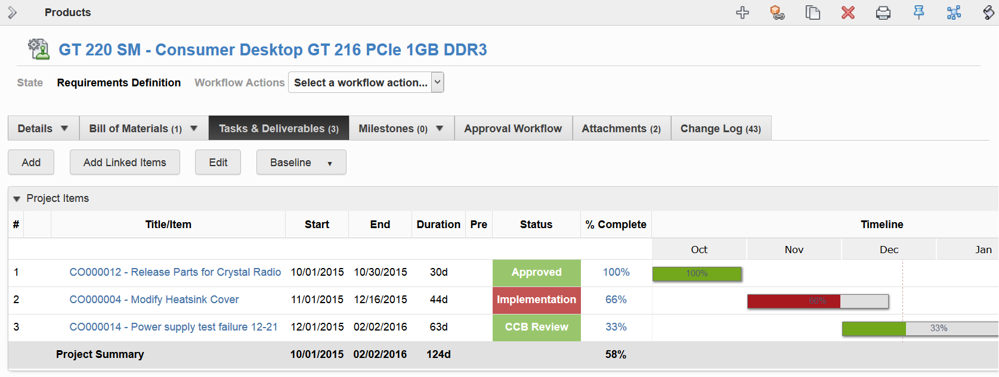 Products
GT 220 SM - Consumer Desktop GT 216 PCIe 1GB DDR3
State Requirements Definition Workflow Actions Select a workflow action...
Details Bill of Materials (1) Tasks & Deliverables (3) Milestones (0) Approval Workflow Attachments (2) Change Log (43)
Add Add Linked Items Edit Baseline
Project Items
# Title/Item Start End Duration Pre Status % Complete Timeline
Oct Nov Dec Jan
1 CO000012 - Release Parts for Crystal Radio 10/01/2015 10/30/2015 30d Approved 100% 100%
2 CO000004 - Modify Heatsink Cover 11/01/2015 12/16/2015 44d Implementation 66% 66%
3 CO000014 - Power supply test failure 12-21 12/01/2015 02/02/2016 63d CCB Review 33% 33%
Project Summary 10/01/2015 02/02/2016 124d 58%